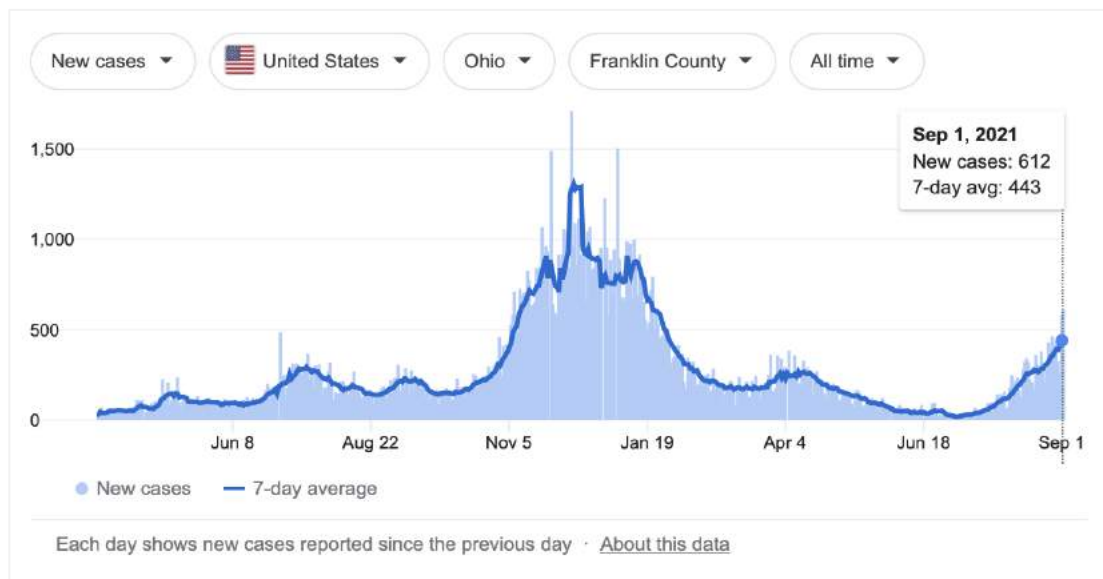 New cases United States Ohio Franklin County All time
Sep 1, 2021
New cases: 612
7-day avg: 443
1,500
1,000
500
0
Jun 8 Aug 22 Nov 5 Jan 19 Apr 4 Jun 18 Sep 1
New cases 7-day average
Each day shows new cases reported since the previous day · About this data